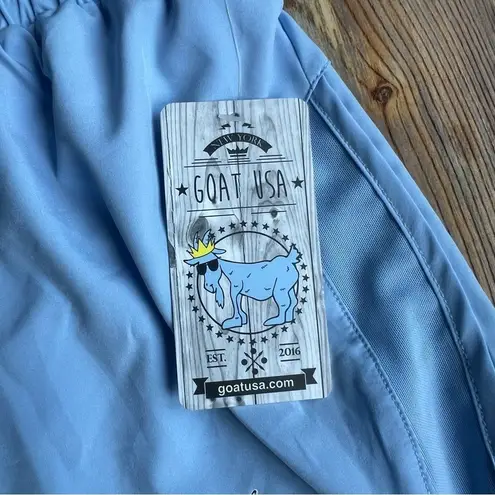 NEW YORK
GOAT USA
EST. 2016
goatusa.com